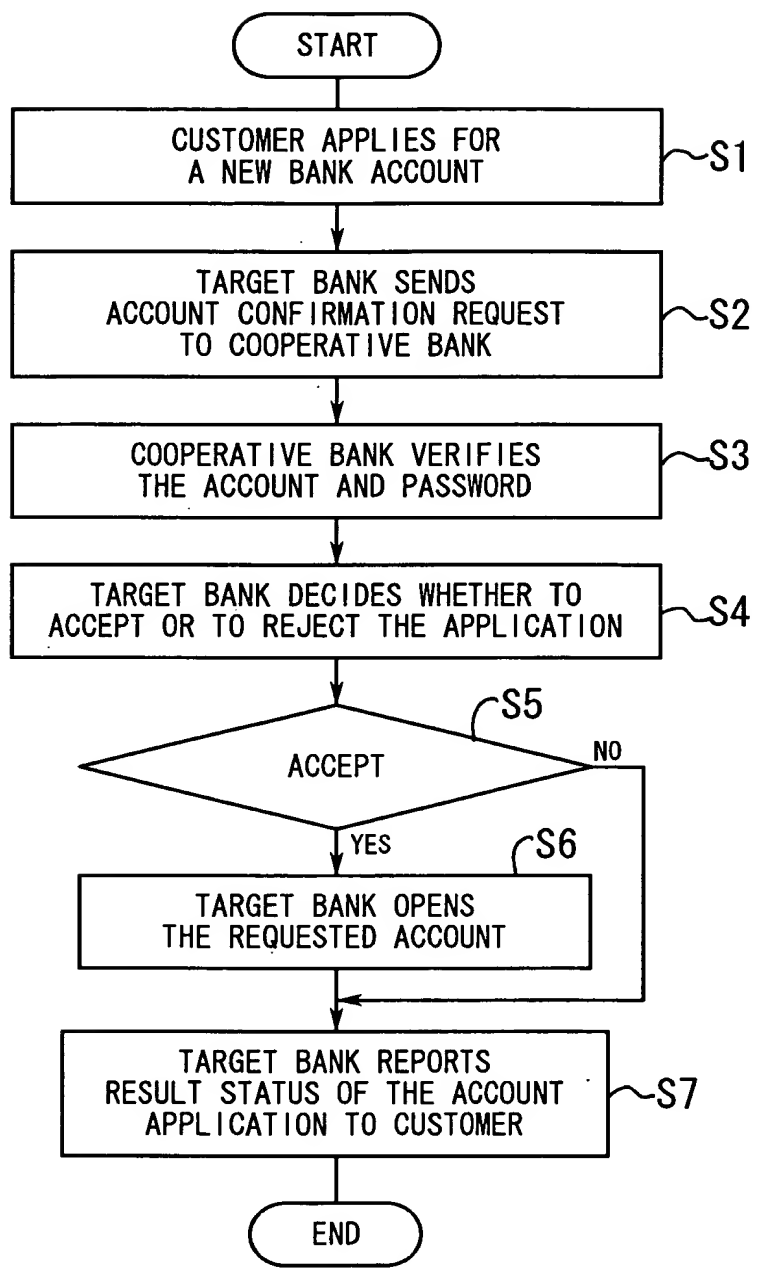 START
CUSTOMER APPLIES FOR
A NEW BANK ACCOUNT
S1
TARGET BANK SENDS
ACCOUNT CONFIRMATION REQUEST
TO COOPERATIVE BANK
S2
COOPERATIVE BANK VERIFIES
THE ACCOUNT AND PASSWORD
S3
TARGET BANK DECIDES WHETHER TO
ACCEPT OR TO REJECT THE APPLICATION
S4
S5
ACCEPT
NO
YES
S6
TARGET BANK OPENS
THE REQUESTED ACCOUNT
TARGET BANK REPORTS
RESULT STATUS OF THE ACCOUNT
APPLICATION TO CUSTOMER
S7
END